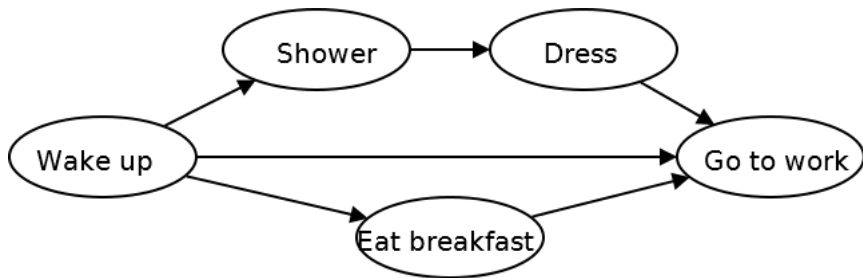 Shower
Dress
Wake up
Go to work
Eat breakfast